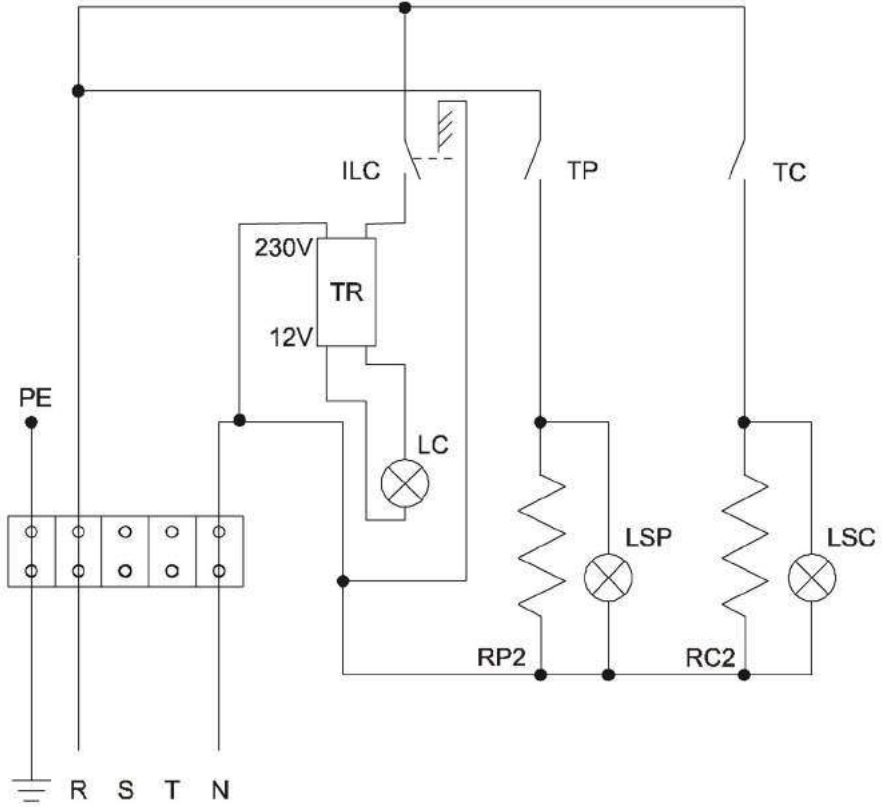 ILC
TP
TC
230V
TR
12V
PE
LC
LSP
LSC
RP2
RC2
R S T N